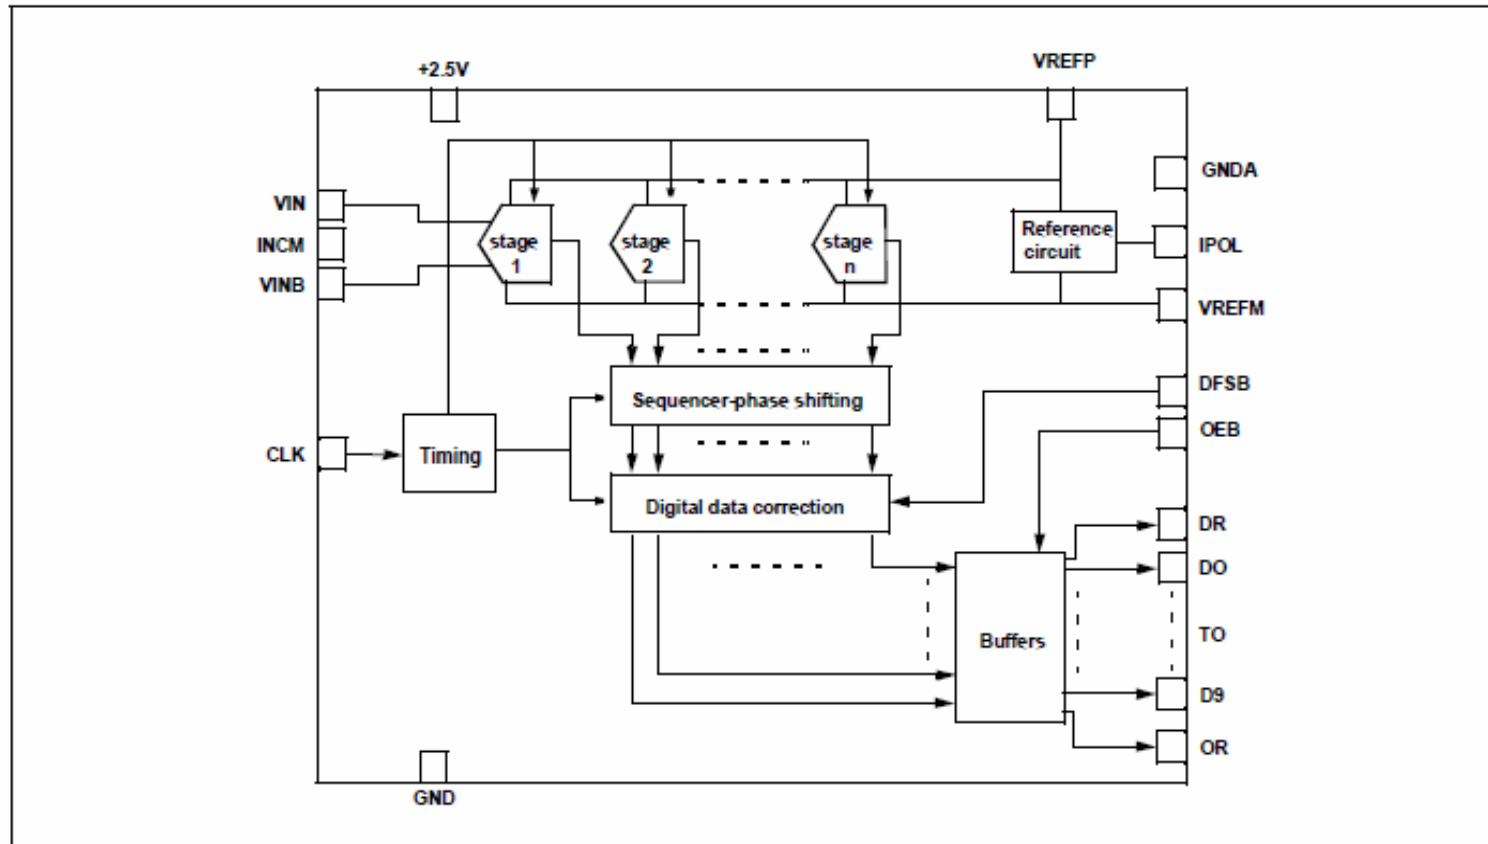 +2.5V
VREFP
GNDA
VIN
stage
1
stage
2
stage
n
Reference
circuit
INCM
IPOL
VINB
VREFM
DFSB
Sequencer-phase shifting
OEB
CLK
Timing
Digital data correction
DR
DO
Buffers
TO
D9
OR
GND